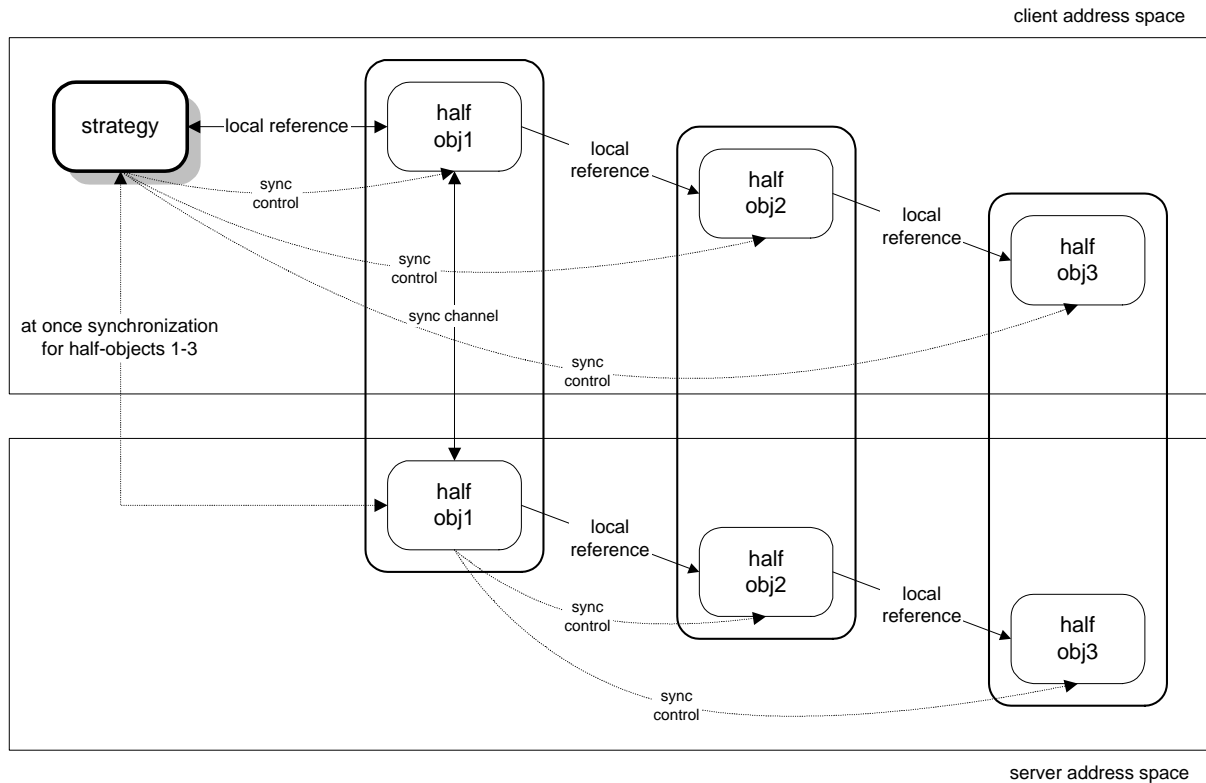 client address space
strategy
local reference
half
obj1
local
reference
half
obj2
local
reference
half
obj3
sync
control
sync
control
sync channel
at once synchronization
for half-objects 1-3
sync
control
half
obj1
local
reference
half
obj2
local
reference
half
obj3
sync
control
sync
control
server address space